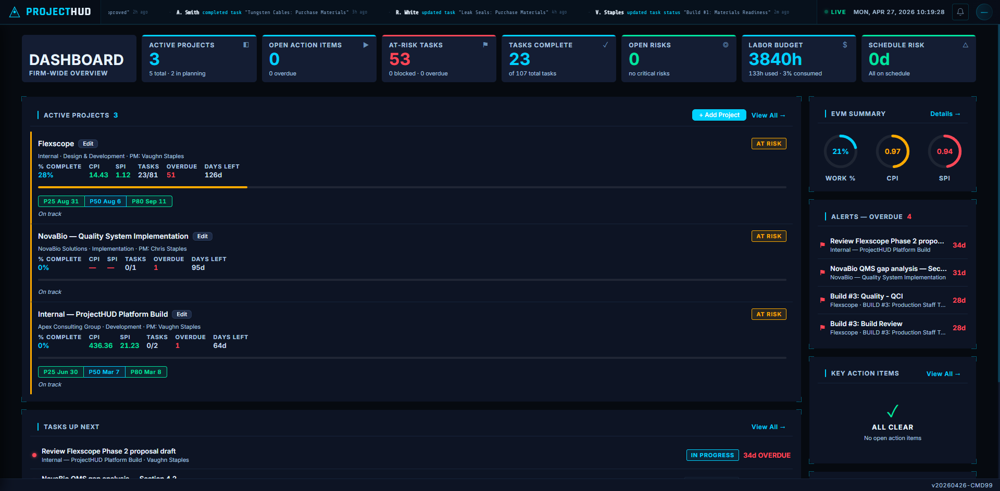 PROJECTHUD
pproved" 2h ago · A. Smith completed task "Tungsten Cables: Purchase Materials" 3h ago · R. White updated task "Leak Seals: Purchase Materials" 4h ago · V. Staples updated task status "Build #1: Materials Readiness" 2m ago
LIVE MON, APR 27, 2026 10:19:28
DASHBOARD
FIRM-WIDE OVERVIEW
ACTIVE PROJECTS
3
5 total · 2 in planning
OPEN ACTION ITEMS
0
0 overdue
AT-RISK TASKS
53
0 blocked · 0 overdue
TASKS COMPLETE
23
of 107 total tasks
OPEN RISKS
0
no critical risks
LABOR BUDGET $
3840h
133h used · 3% consumed
SCHEDULE RISK
0d
All on schedule
ACTIVE PROJECTS 3
+ Add Project View All →
Flexscope Edit
AT RISK
Internal · Design & Development · PM: Vaughn Staples
% COMPLETE CPI SPI TASKS OVERDUE DAYS LEFT
28% 14.43 1.12 23/81 51 126d
P25 Aug 31 P50 Aug 6 P80 Sep 11
On track
NovaBio — Quality System Implementation Edit
AT RISK
NovaBio Solutions · Implementation · PM: Chris Staples
% COMPLETE CPI SPI TASKS OVERDUE DAYS LEFT
0% — — 0/1 1 95d
On track
Internal — ProjectHUD Platform Build Edit
AT RISK
Apex Consulting Group · Development · PM: Vaughn Staples
% COMPLETE CPI SPI TASKS OVERDUE DAYS LEFT
0% 436.36 21.23 0/2 1 64d
P25 Jun 30 P50 Mar 7 P80 Mar 8
On track
TASKS UP NEXT
View All →
Review Flexscope Phase 2 proposal draft
Internal — ProjectHUD Platform Build · Vaughn Staples
IN PROGRESS 34d OVERDUE
NovaBio QMS gap analysis — Section 4.2
EVM SUMMARY
Details →
21% 0.97 0.94
WORK % CPI SPI
ALERTS — OVERDUE 4
Review Flexscope Phase 2 propo... 34d
Internal — ProjectHUD Platform Build
NovaBio QMS gap analysis — Sec... 31d
NovaBio — Quality System Implementation
Build #3: Quality - QCI 28d
Flexscope · BUILD #3: Production Staff T...
Build #3: Build Review 28d
Flexscope · BUILD #3: Production Staff T...
KEY ACTION ITEMS
View All →
✓
ALL CLEAR
No open action items
v20260426-CMD99